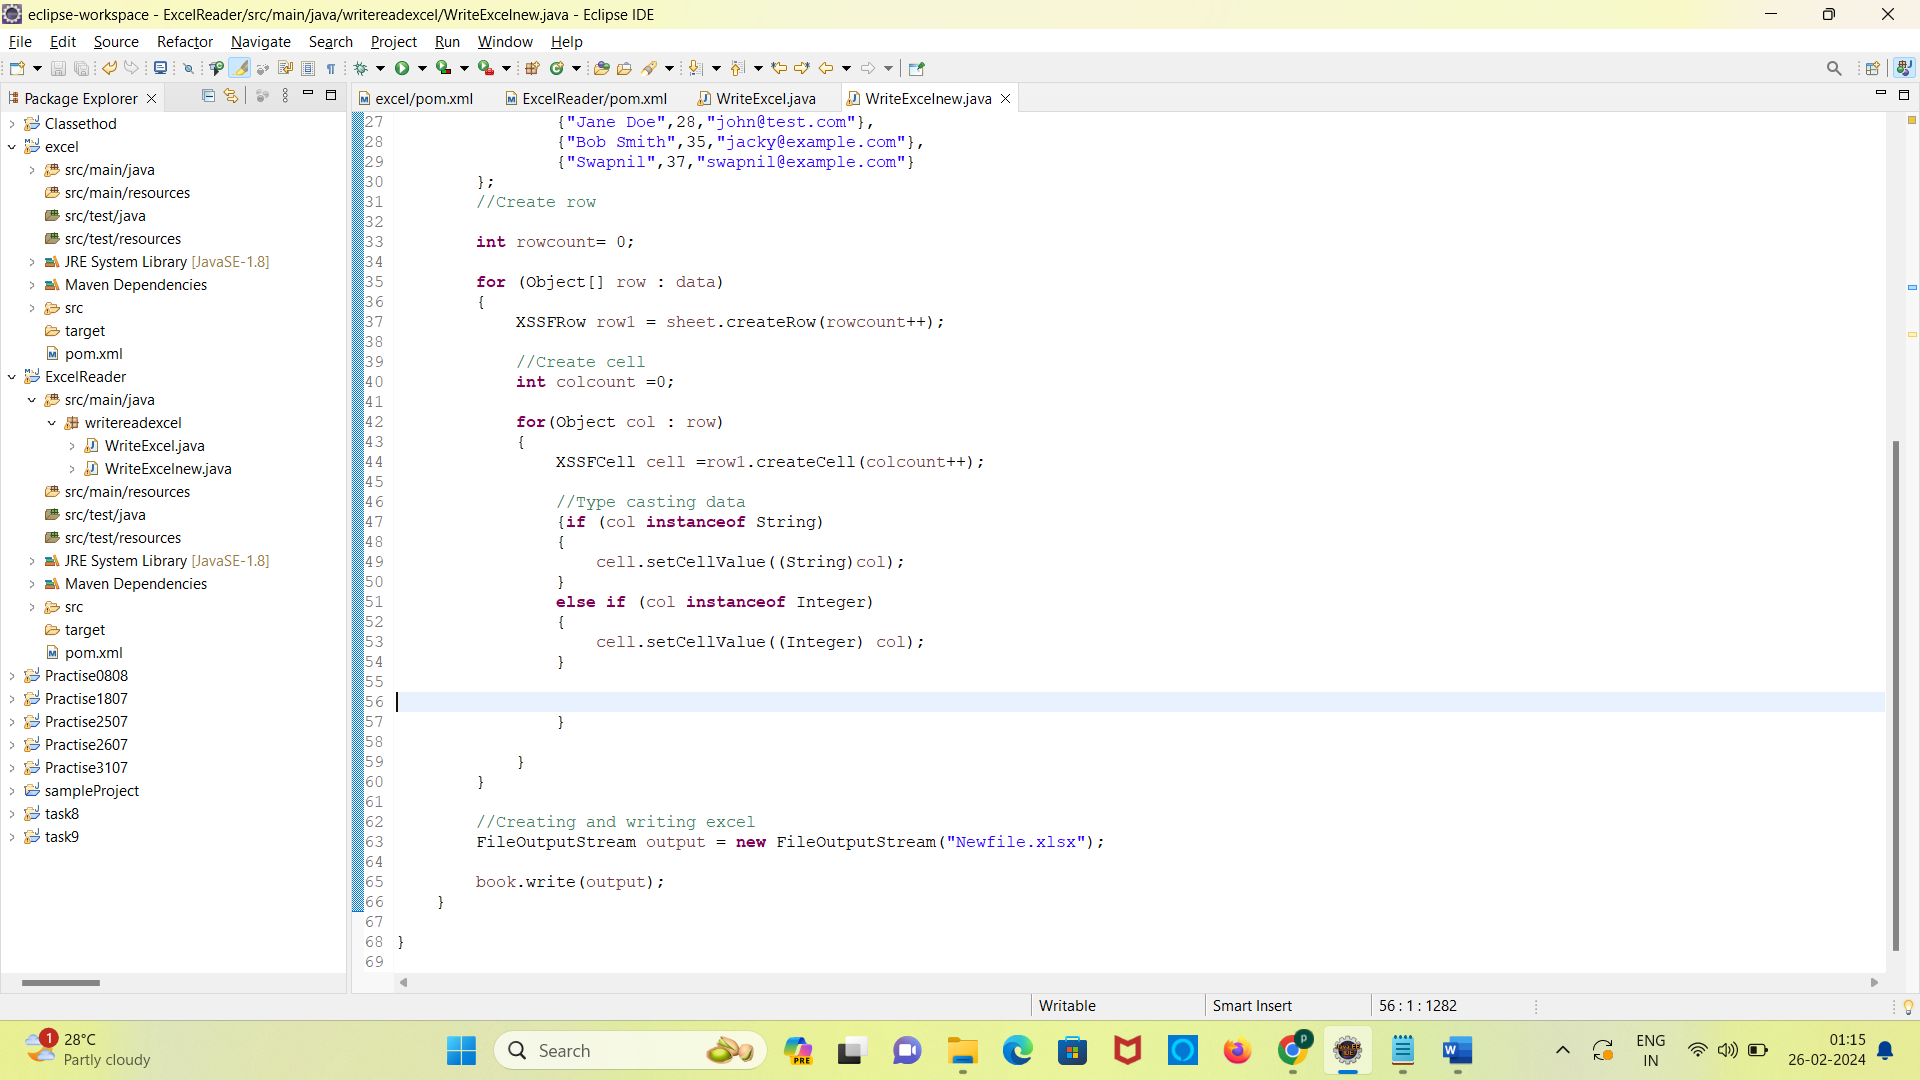 eclipse-workspace - ExcelReader/src/main/java/writereadexcel/WriteExcelnew.java - Eclipse IDE
File Edit Source Refactor Navigate Search Project Run Window Help
Package Explorer
excel/pom.xml ExcelReader/pom.xml WriteExcel.java WriteExcelnew.java
Classethod
excel
src/main/java
src/main/resources
src/test/java
src/test/resources
JRE System Library [JavaSE-1.8]
Maven Dependencies
src
target
pom.xml
ExcelReader
src/main/java
writereadexcel
WriteExcel.java
WriteExcelnew.java
src/main/resources
src/test/java
src/test/resources
JRE System Library [JavaSE-1.8]
Maven Dependencies
src
target
pom.xml
Practise0808
Practise1807
Practise2507
Practise2607
Practise3107
sampleProject
task8
task9
27 {"Jane Doe",28,"john@test.com"},
28 {"Bob Smith",35,"jacky@example.com"},
29 {"Swapnil",37,"swapnil@example.com"}
30 };
31 //Create row
32
33 int rowcount= 0;
34
35 for (Object[] row : data)
36 {
37 XSSFRow row1 = sheet.createRow(rowcount++);
38
39 //Create cell
40 int colcount =0;
41
42 for(Object col : row)
43 {
44 XSSFCell cell =row1.createCell(colcount++);
45
46 //Type casting data
47 {if (col instanceof String)
48 {
49 cell.setCellValue((String)col);
50 }
51 else if (col instanceof Integer)
52 {
53 cell.setCellValue((Integer) col);
54 }
55
56
57 }
58
59 }
60 }
61
62 //Creating and writing excel
63 FileOutputStream output = new FileOutputStream("Newfile.xlsx");
64
65 book.write(output);
66 }
67
68 }
69
Writable Smart Insert 56 : 1 : 1282
1 28°C
Partly cloudy
Search
PRE
P
ENG
IN
01:15
26-02-2024